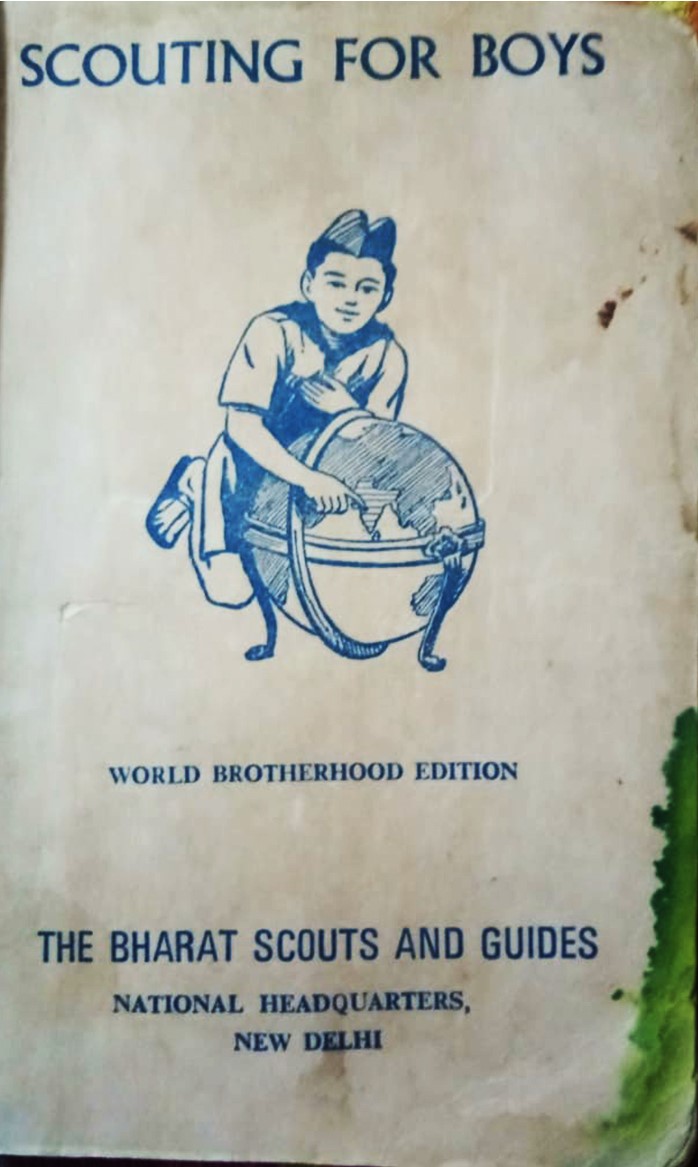 SCOUTING FOR BOYS
WORLD BROTHERHOOD EDITION
THE BHARAT SCOUTS AND GUIDES
NATIONAL HEADQUARTERS,
NEW DELHI